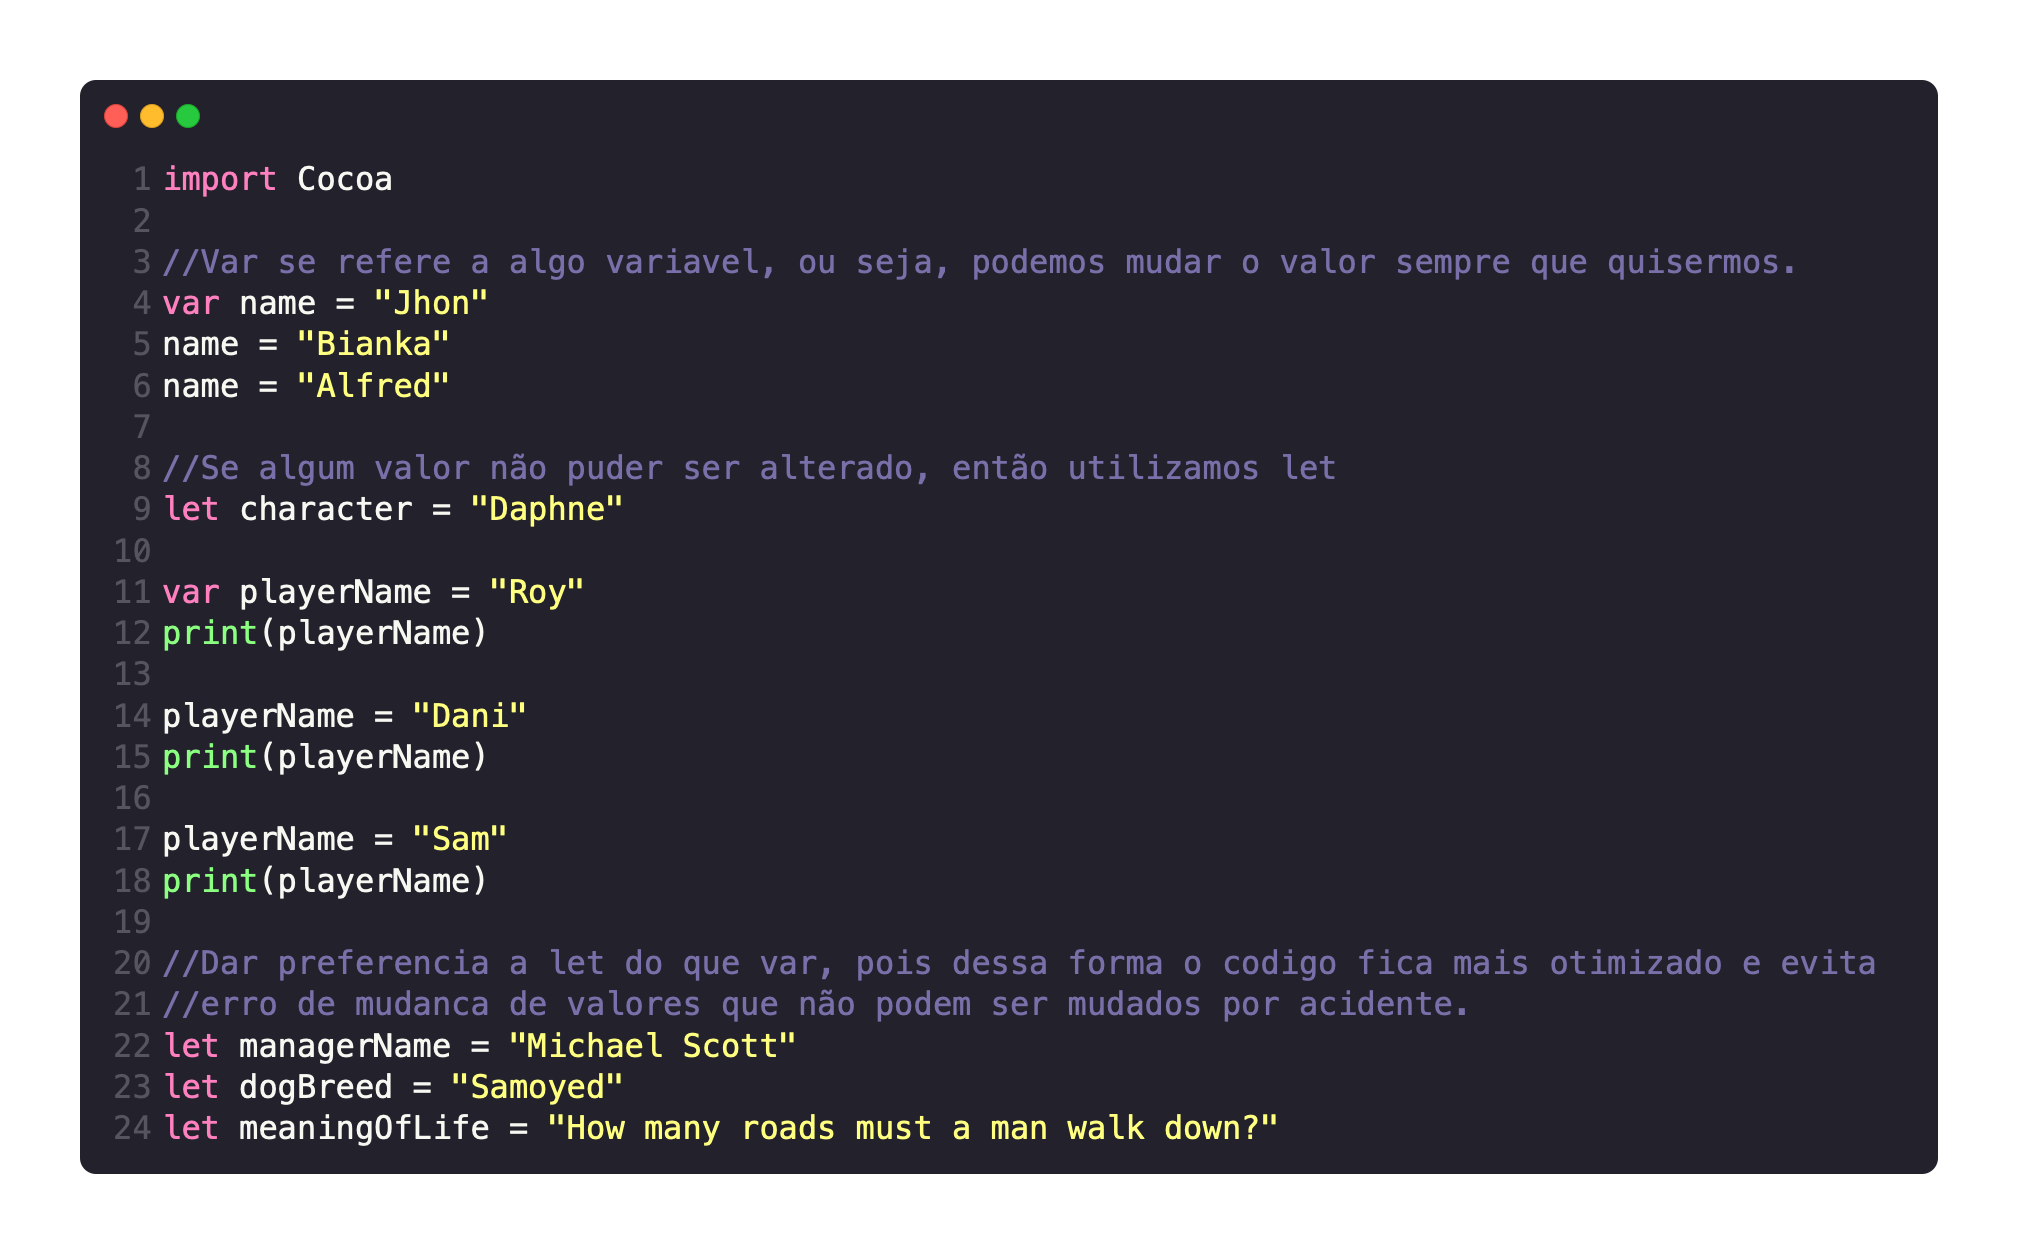 1 import Cocoa
2
3 //Var se refere a algo variavel, ou seja, podemos mudar o valor sempre que quisermos.
4 var name = "Jhon"
5 name = "Bianka"
6 name = "Alfred"
7
8 //Se algum valor não puder ser alterado, então utilizamos let
9 let character = "Daphne"
10
11 var playerName = "Roy"
12 print(playerName)
13
14 playerName = "Dani"
15 print(playerName)
16
17 playerName = "Sam"
18 print(playerName)
19
20 //Dar preferencia a let do que var, pois dessa forma o codigo fica mais otimizado e evita
21 //erro de mudanca de valores que não podem ser mudados por acidente.
22 let managerName = "Michael Scott"
23 let dogBreed = "Samoyed"
24 let meaningOfLife = "How many roads must a man walk down?"